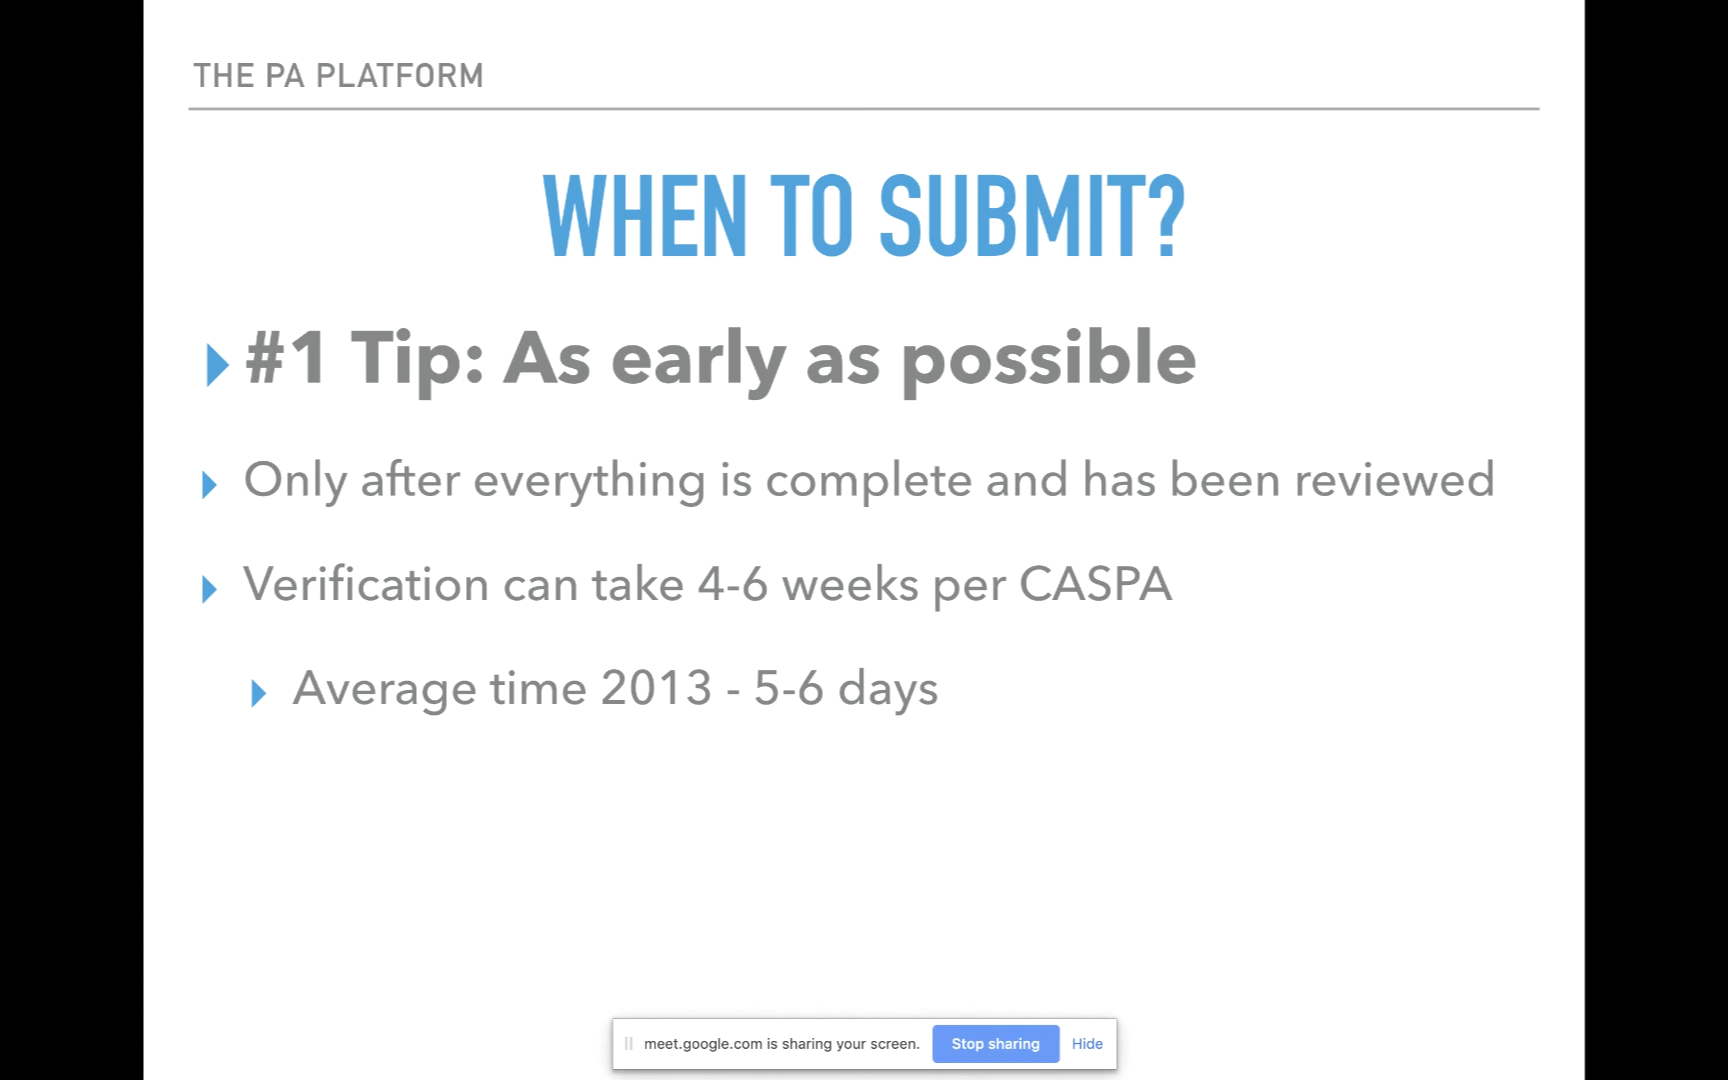 THE PA PLATFORM
WHEN TO SUBMIT?
#1 Tip: As early as possible
Only after everything is complete and has been reviewed
Verification can take 4-6 weeks per CASPA
Average time 2013 - 5-6 days
meet.google.com is sharing your screen. Stop sharing Hide